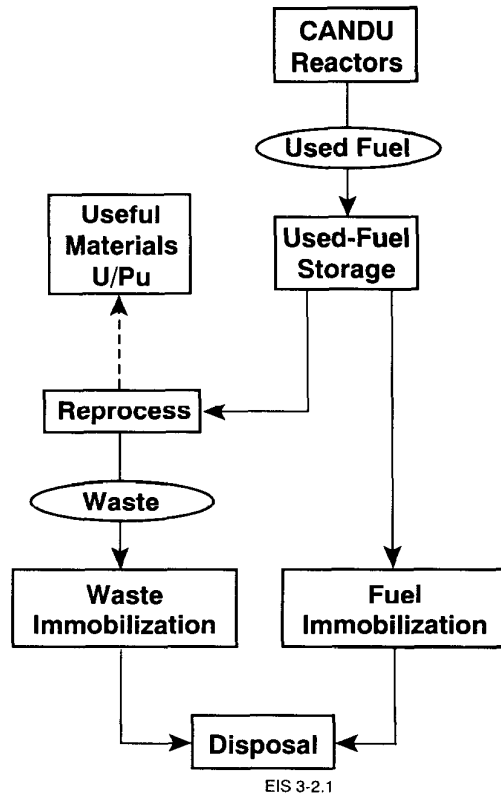 CANDU
Reactors
Used Fuel
Useful
Materials
U/Pu
Used-Fuel
Storage
Reprocess
Waste
Waste
Immobilization
Fuel
Immobilization
Disposal
EIS 3-2.1